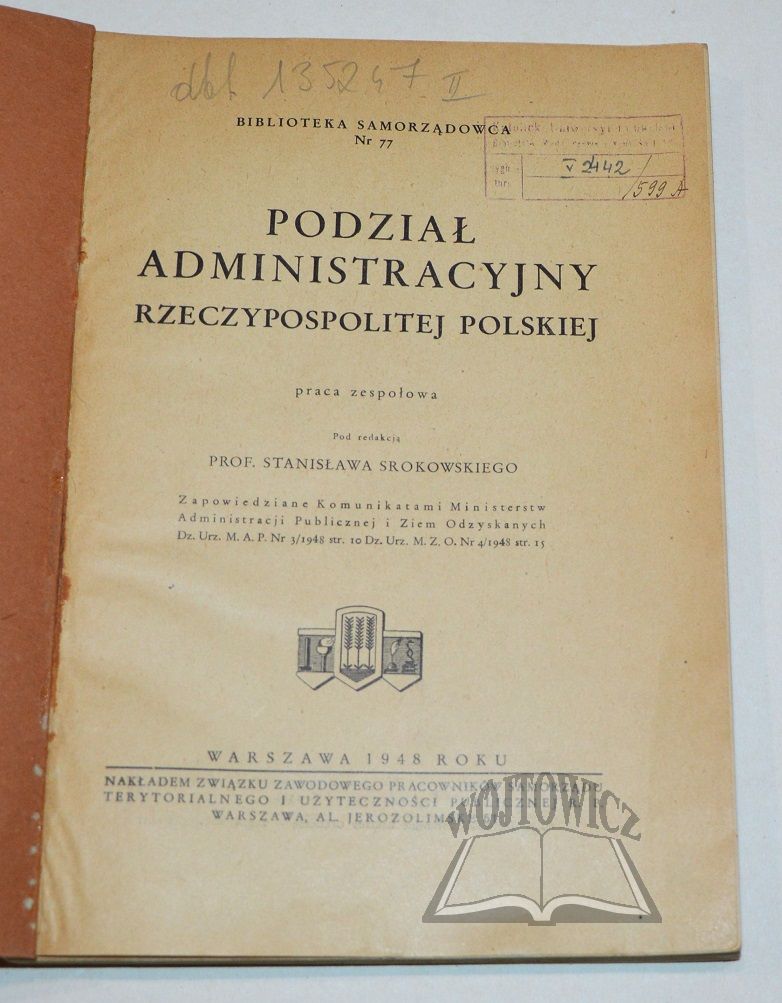 dbl. 135247 II
BIBLIOTEKA SAMORZĄDOWCA
Nr 77
V 2442/
/599 A
PODZIAŁ
ADMINISTRACYJNY
RZECZYPOSPOLITEJ POLSKIEJ
praca zespołowa
Pod redakcją
PROF. STANISŁAWA SROKOWSKIEGO
Zapowiedziane Komunikatami Ministerstw
Administracji Publicznej i Ziem Odzyskanych
Dz. Urz. M. A. P. Nr 3/1948 str. 10 Dz. Urz. M. Z. O. Nr 4/1948 str. 15
WARSZAWA 1948 ROKU
NAKŁADEM ZWIĄZKU ZAWODOWEGO PRACOWNIKÓW SAMORZĄDU
TERYTORIALNEGO I UŻYTECZNOŚCI PUBLICZNEJ R. P.
WARSZAWA, AL. JEROZOLIMSKIE
WÓJTOWICZ